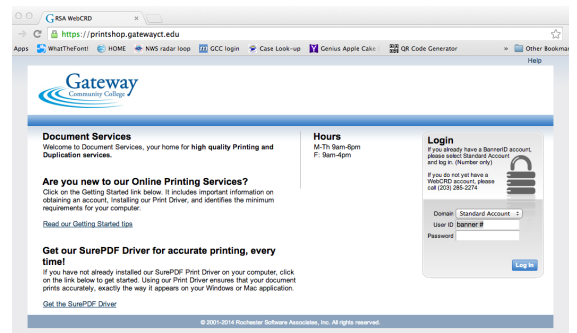 RSA WebCRD
https://printshop.gatewayct.edu
Apps WhatTheFont! HOME NWS radar loop GCC login Case Look-up Genius Apple Cake QR Code Generator » Other Bookmar
Help
Gateway
Community College
Document Services
Welcome to Document Services, your home for high quality Printing and
Duplication services.
Are you new to our Online Printing Services?
Click on the Getting Started link below. It includes important information on
obtaining an account, Installing our Print Driver, and identifies the minimum
requirements for your computer.
Read our Getting Started tips
Get our SurePDF Driver for accurate printing, every
time!
If you have not already installed our SurePDF Print Driver on your computer, click
on the link below to get started. Using our Print Driver ensures that your document
prints accurately, exactly the way it appears on your Windows or Mac application.
Get the SurePDF Driver
Hours
M-Th 9am-6pm
F: 9am-4pm
Login
If you already have a BannerID account,
please select Standard Account
and log in. (Number only)
If you do not yet have a
WebCRD account, please
call (203) 285-2274
Domain Standard Account
User ID banner #
Password
Log in
© 2001-2014 Rochester Software Associates, Inc. All rights reserved.